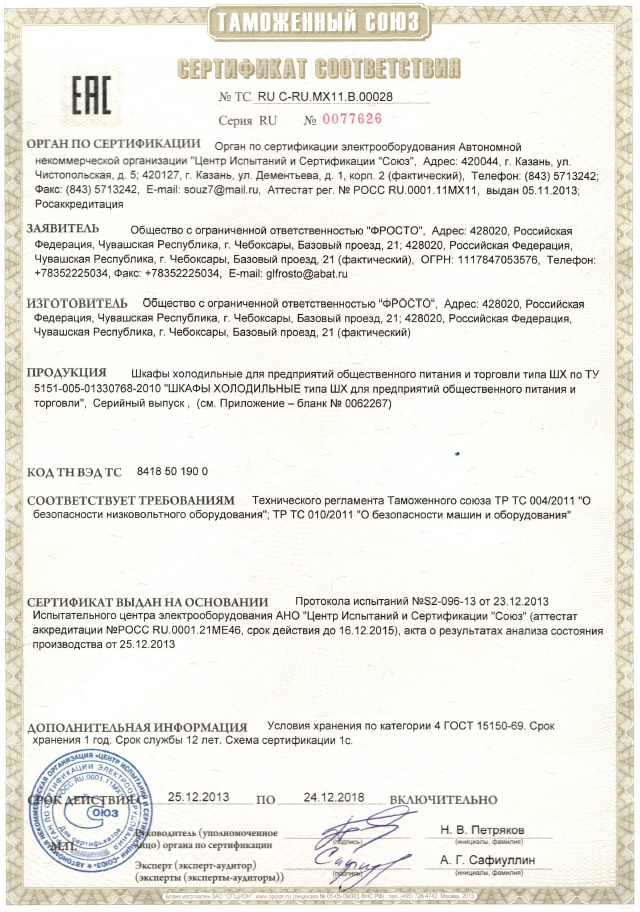 ТАМОЖЕННЫЙ СОЮЗ
СЕРТИФИКАТ СООТВЕТСТВИЯ
ЕАС
№ ТС RU С-RU.МХ11.В.00028
Серия RU № 0077626
ОРГАН ПО СЕРТИФИКАЦИИ Орган по сертификации электрооборудования Автономной
некоммерческой организации "Центр Испытаний и Сертификации "Союз", Адрес: 420044, г. Казань, ул.
Чистопольская, д. 5; 420127, г. Казань, ул. Дементьева, д. 1, корп. 2 (фактический), Телефон: (843) 5713242;
Факс: (843) 5713242, E-mail: souz7@mail.ru, Аттестат рег. № РОСС RU.0001.11МХ11, выдан 05.11.2013;
Росаккредитация
ЗАЯВИТЕЛЬ Общество с ограниченной ответственностью "ФРОСТО", Адрес: 428020, Российская
Федерация, Чувашская Республика, г. Чебоксары, Базовый проезд, 21; 428020, Российская Федерация,
Чувашская Республика, г. Чебоксары, Базовый проезд, 21 (фактический), ОГРН: 1117847053576, Телефон:
+78352225034, Факс: +78352225034, E-mail: glfrosto@abat.ru
ИЗГОТОВИТЕЛЬ Общество с ограниченной ответственностью "ФРОСТО", Адрес: 428020, Российская
Федерация, Чувашская Республика, г. Чебоксары, Базовый проезд, 21; 428020, Российская Федерация,
Чувашская Республика, г. Чебоксары, Базовый проезд, 21 (фактический)
ПРОДУКЦИЯ Шкафы холодильные для предприятий общественного питания и торговли типа ШХ по ТУ
5151-005-01330768-2010 "ШКАФЫ ХОЛОДИЛЬНЫЕ типа ШХ для предприятий общественного питания и
торговли", Серийный выпуск , (см. Приложение – бланк № 0062267)
КОД ТН ВЭД ТС 8418 50 190 0
СООТВЕТСТВУЕТ ТРЕБОВАНИЯМ Технического регламента Таможенного союза ТР ТС 004/2011 "О
безопасности низковольтного оборудования"; ТР ТС 010/2011 "О безопасности машин и оборудования"
СЕРТИФИКАТ ВЫДАН НА ОСНОВАНИИ Протокола испытаний №S2-096-13 от 23.12.2013
Испытательного центра электрооборудования АНО "Центр Испытаний и Сертификации "Союз" (аттестат
аккредитации №РОСС RU.0001.21МЕ46, срок действия до 16.12.2015), акта о результатах анализа состояния
производства от 25.12.2013
ДОПОЛНИТЕЛЬНАЯ ИНФОРМАЦИЯ Условия хранения по категории 4 ГОСТ 15150-69. Срок
хранения 1 год. Срок службы 12 лет. Схема сертификации 1с.
СРОК ДЕЙСТВИЯ С 25.12.2013 ПО 24.12.2018 ВКЛЮЧИТЕЛЬНО
СОЮЗ
Для сертификатов
М.П.
Руководитель (уполномоченное
лицо) органа по сертификации
(подпись)
Н. В. Петряков
(инициалы, фамилия)
Эксперт (эксперт-аудитор)
(эксперты (эксперты-аудиторы))
(подпись)
А. Г. Сафиуллин
(инициалы, фамилия)